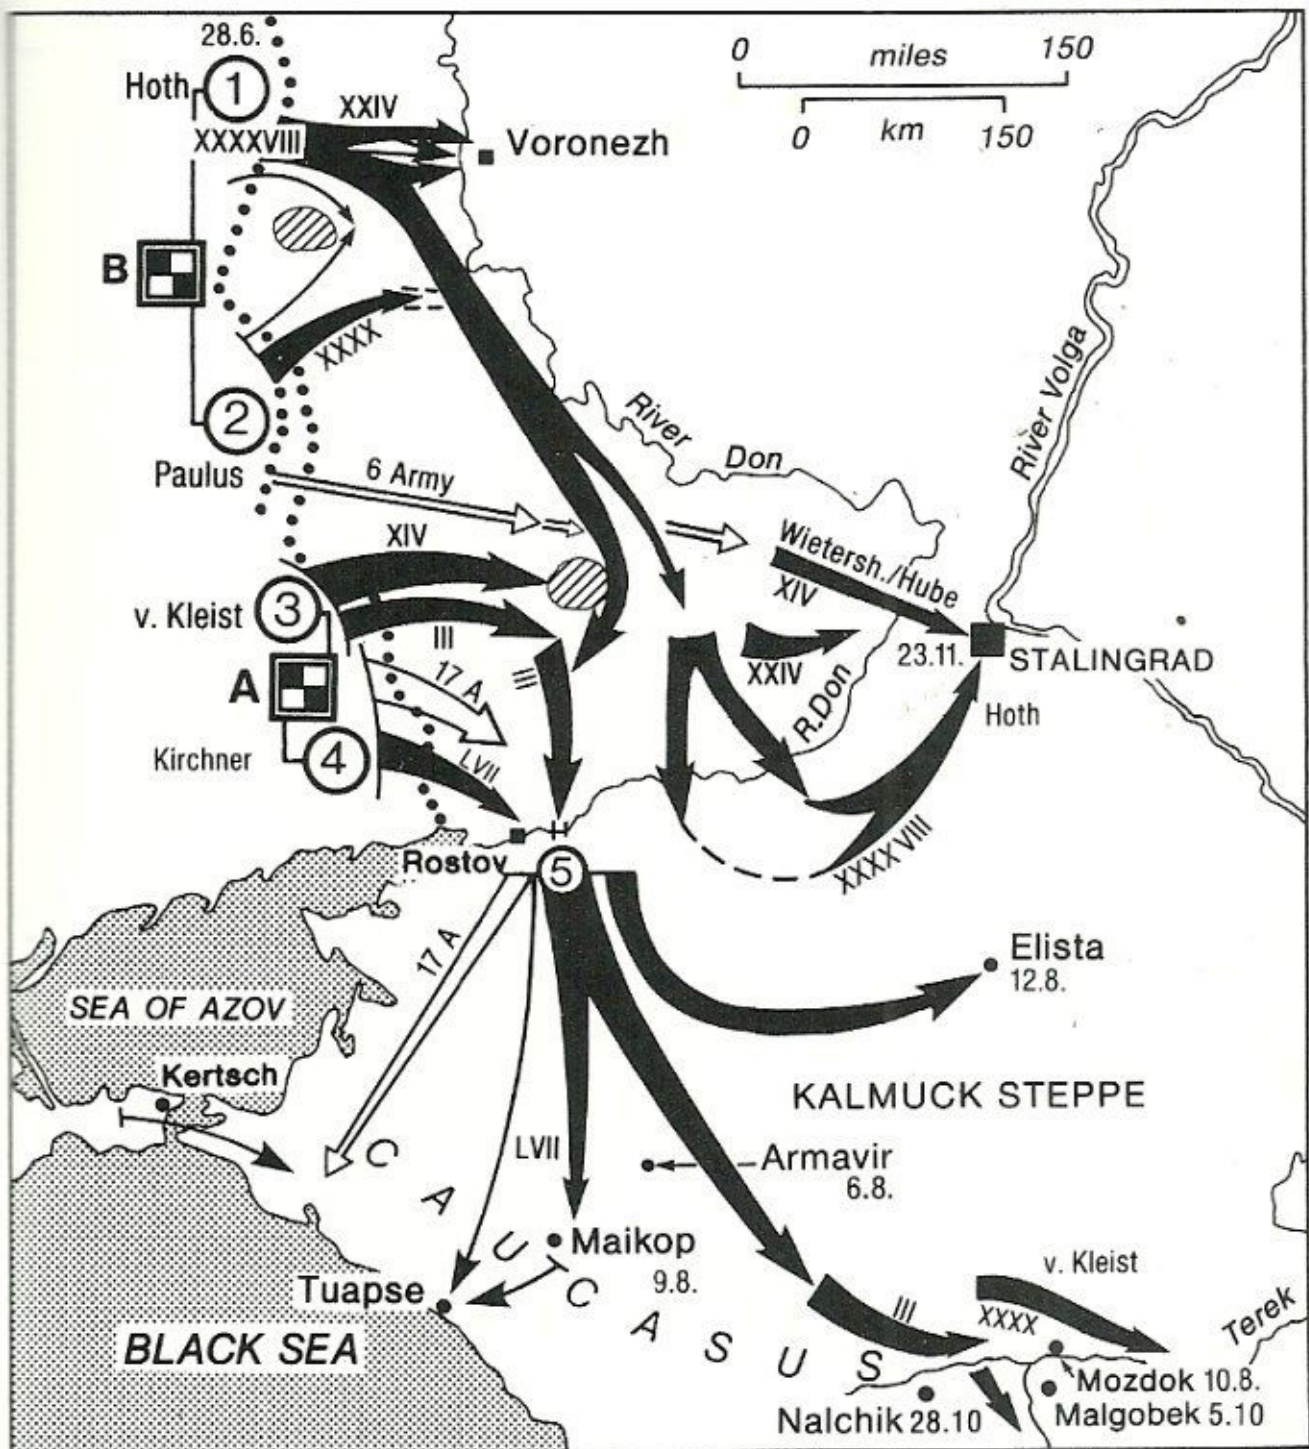 28.6.
Hoth
1
0 miles 150
0 km 150
XXIV
XXXXVIII
Voronezh
B
XXXX
2
Paulus
River Don
River Volga
6 Army
XIV
Wietersh./Hube
XIV
3
v. Kleist
III
III
17 A
XXIV
23.11.
STALINGRAD
R.Don
Hoth
A
Kirchner
4
LVII
XXXXVIII
Rostov
5
17 A
Elista
12.8.
SEA OF AZOV
Kertsch
KALMUCK STEPPE
LVII
Armavir
6.8.
CAUCASUS
Maikop
9.8.
Tuapse
BLACK SEA
v. Kleist
III
XXXX
Terek
Mozdok 10.8.
Malgobek 5.10
Nalchik 28.10